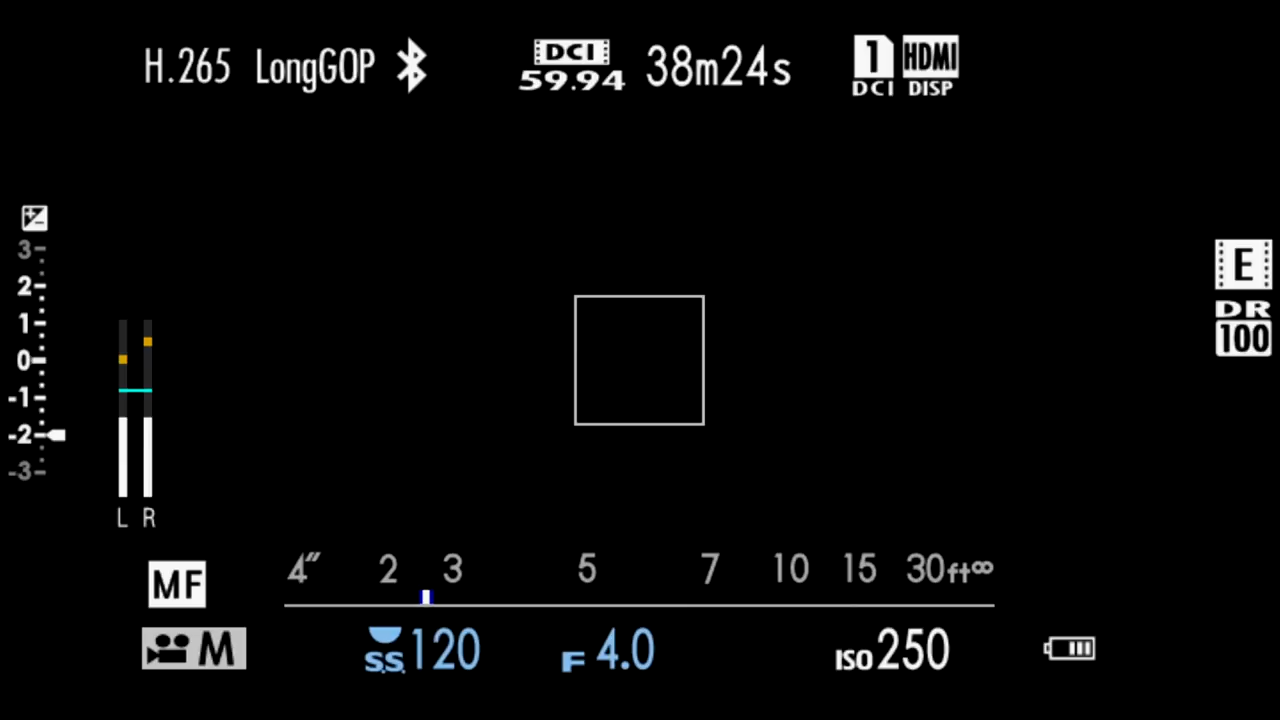 H.265 LongGOP DCI 59.94 38m24s 1 DCI HDMI DISP
3
2
1
0
-1
-2
-3
E
DR
100
L R
4″ 2 3 5 7 10 15 30ft∞
MF
M S.S. 120 F 4.0 ISO 250